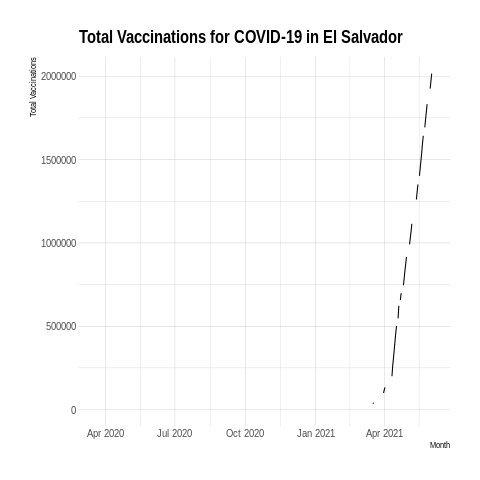 Total Vaccinations for COVID-19 in El Salvador
Total Vaccinations
2000000
1500000
1000000
500000
0
Apr 2020 Jul 2020 Oct 2020 Jan 2021 Apr 2021
Month